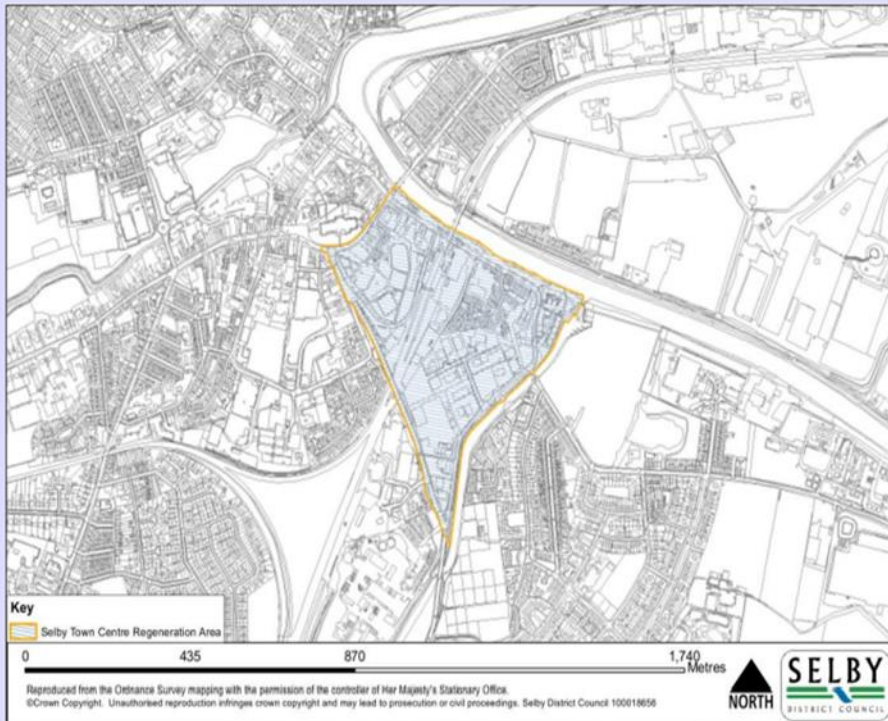 Key
Selby Town Centre Regeneration Area
0 435 870 1,740
Metres
Reproduced from the Ordnance Survey mapping with the permission of the controller of Her Majesty's Stationary Office.
©Crown Copyright. Unauthorised reproduction infringes crown copyright and may lead to prosecution or civil proceedings. Selby District Council 100018656
NORTH
SELBY
DISTRICT COUNCIL